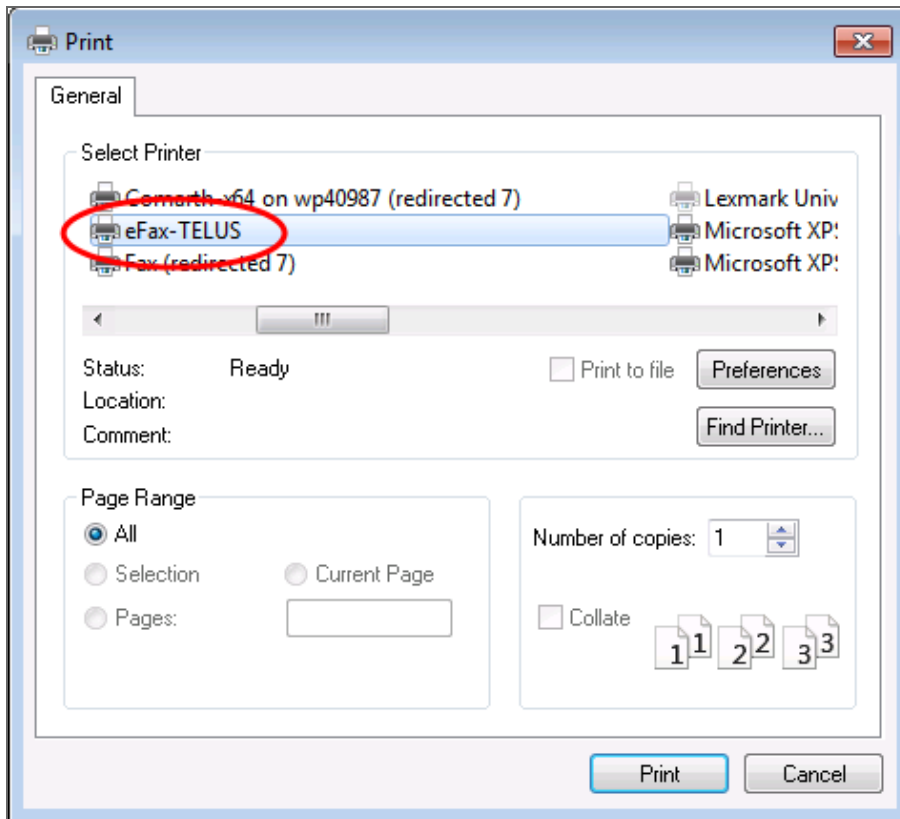 Print
General
Select Printer
Comarth-x64 on wp40987 (redirected 7) Lexmark Univ
eFax-TELUS Microsoft XPS
Fax (redirected 7) Microsoft XPS
Status: Ready Print to file Preferences
Location:
Comment: Find Printer...
Page Range
All
Number of copies: 1
Selection Current Page
Pages: Collate
1 1 2 2 3 3
Print Cancel